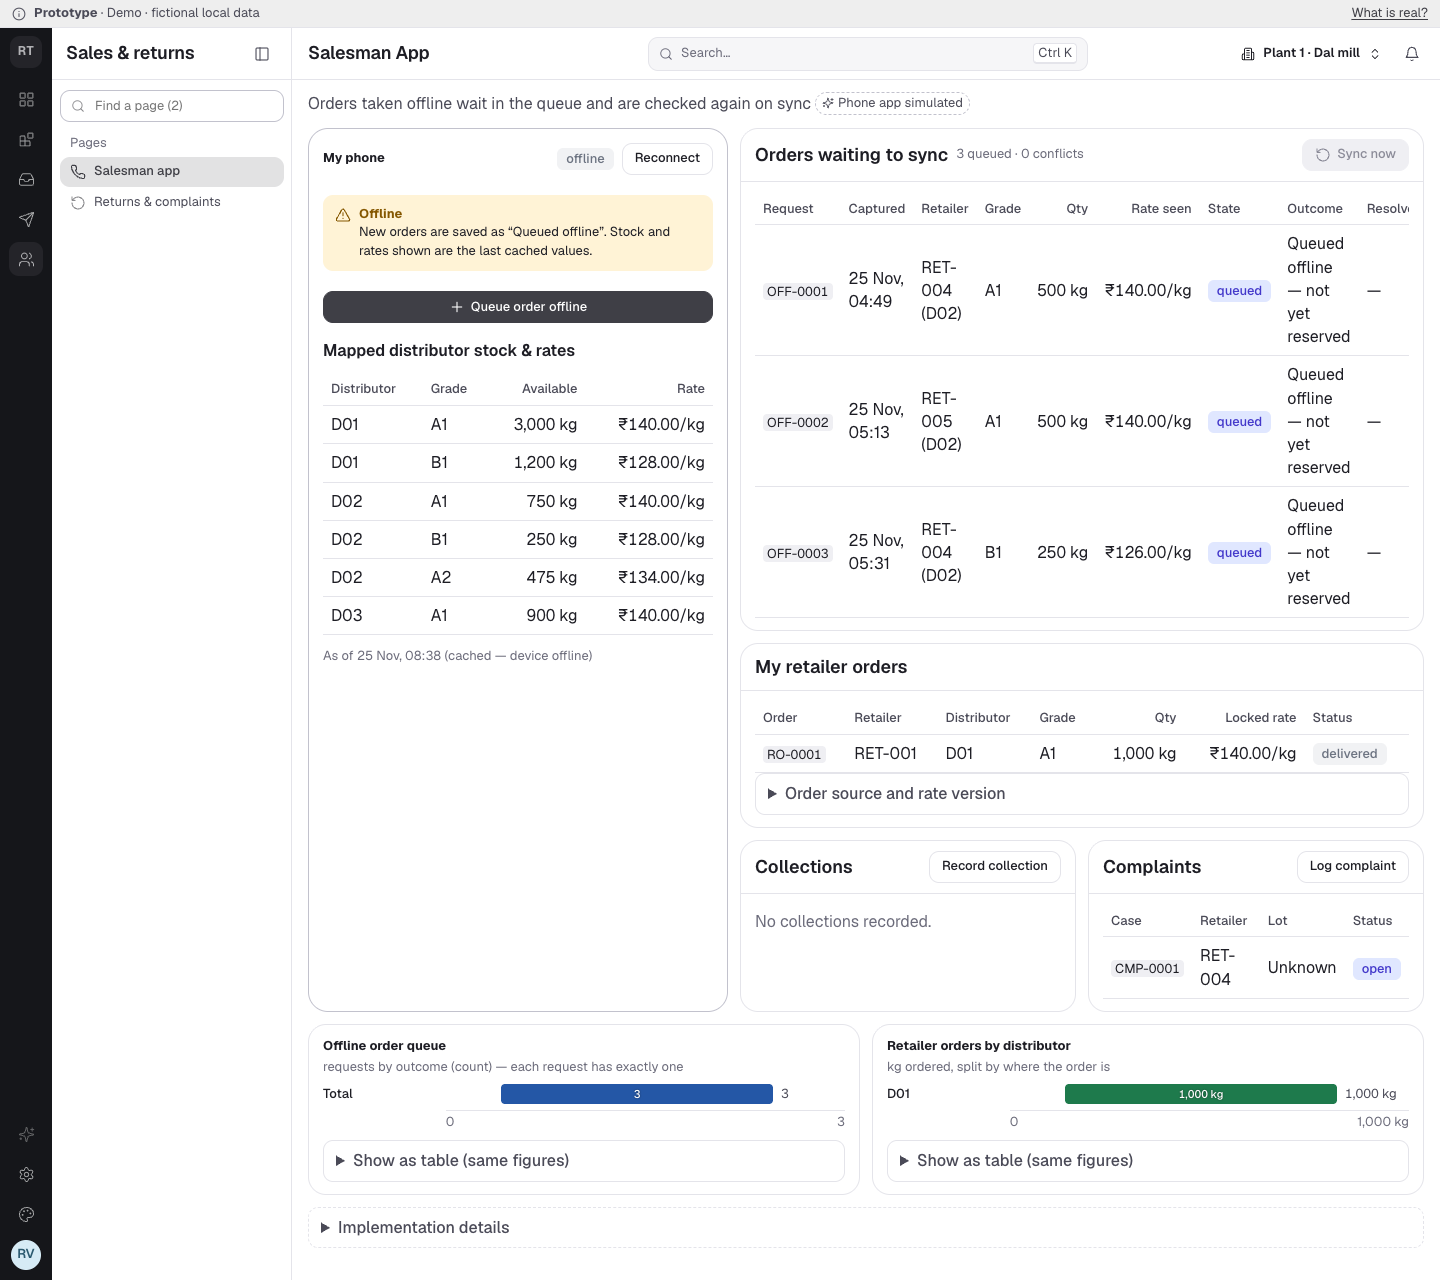 Prototype · Demo · fictional local data
What is real?
RT
Sales & returns
Salesman App
Search...
Ctrl K
Plant 1 · Dal mill
Find a page (2)
Pages
Salesman app
Returns & complaints
Orders taken offline wait in the queue and are checked again on sync
Phone app simulated
My phone
offline
Reconnect
Offline
New orders are saved as “Queued offline”. Stock and
rates shown are the last cached values.
Queue order offline
Mapped distributor stock & rates
Distributor Grade Available Rate
D01 A1 3,000 kg ₹140.00/kg
D01 B1 1,200 kg ₹128.00/kg
D02 A1 750 kg ₹140.00/kg
D02 B1 250 kg ₹128.00/kg
D02 A2 475 kg ₹134.00/kg
D03 A1 900 kg ₹140.00/kg
As of 25 Nov, 08:38 (cached — device offline)
Orders waiting to sync
3 queued · 0 conflicts
Sync now
Request Captured Retailer Grade Qty Rate seen State Outcome
OFF-0001
25 Nov,
04:49
RET-
004
(D02)
A1
500 kg
₹140.00/kg
queued
Queued
offline
— not
yet
reserved
—
OFF-0002
25 Nov,
05:13
RET-
005
(D02)
A1
500 kg
₹140.00/kg
queued
Queued
offline
— not
yet
reserved
—
OFF-0003
25 Nov,
05:31
RET-
004
(D02)
B1
250 kg
₹126.00/kg
queued
Queued
offline
— not
yet
reserved
—
My retailer orders
Order Retailer Distributor Grade Qty Locked rate Status
RO-0001 RET-001 D01 A1 1,000 kg ₹140.00/kg delivered
Order source and rate version
Collections
Record collection
No collections recorded.
Complaints
Log complaint
Case Retailer Lot Status
CMP-0001
RET-
004
Unknown
open
Offline order queue
requests by outcome (count) — each request has exactly one
Total 3 3
0 3
Show as table (same figures)
Retailer orders by distributor
kg ordered, split by where the order is
D01 1,000 kg 1,000 kg
0 1,000 kg
Show as table (same figures)
Implementation details
RV